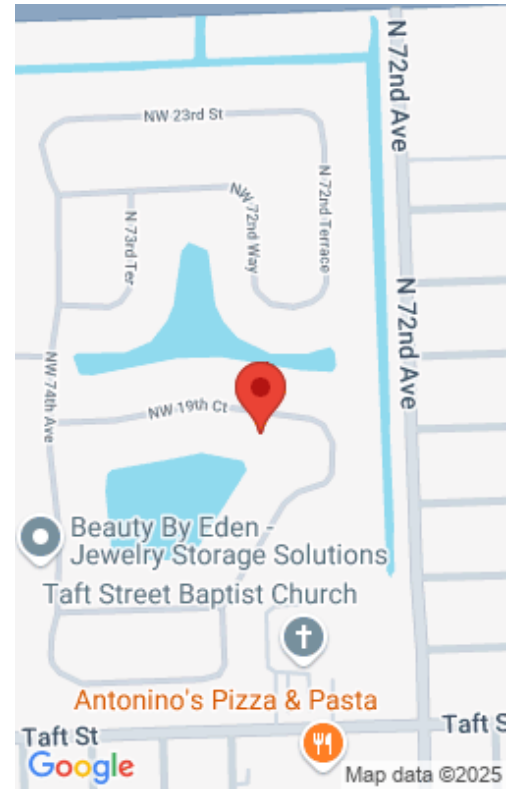 N 72nd Ave
NW 23rd St
N 72nd Terrace
NW 72nd Way
N 73rd Ter
N 72nd Ave
NW 74th Ave
NW 19th Ct
Beauty By Eden -
Jewelry Storage Solutions
Taft Street Baptist Church
Antonino's Pizza & Pasta
Taft St
Taft S
Google
Map data ©2025